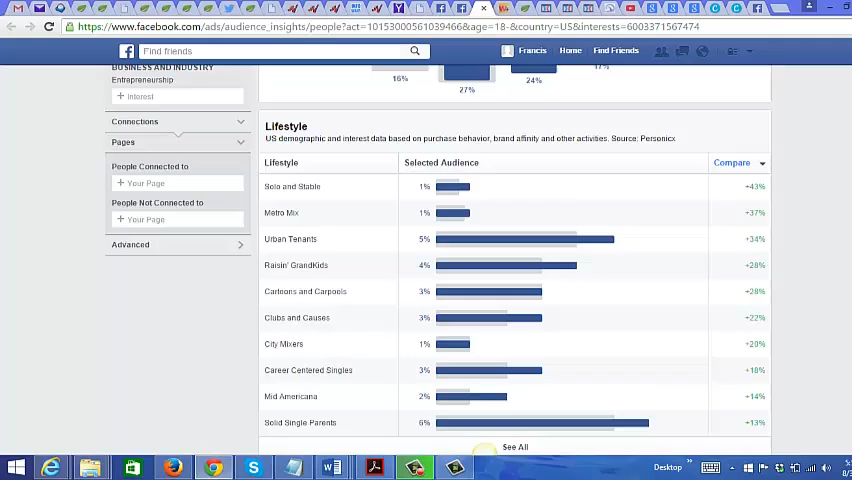 https://www.facebook.com/ads/audience_insights/people?act=10153000561039466&age=18-&country=US&interests=6003371567474
Find friends
Francis Home Find Friends
BUSINESS AND INDUSTRY
Entrepreneurship
+ Interest
Connections
Pages
People Connected to
+ Your Page
People Not Connected to
+ Your Page
Advanced
16%
27%
24%
17%
Lifestyle
US demographic and interest data based on purchase behavior, brand affinity and other activities. Source: Personicx
Lifestyle Selected Audience Compare
Solo and Stable 1% +43%
Metro Mix 1% +37%
Urban Tenants 5% +34%
Raisin' GrandKids 4% +28%
Cartoons and Carpools 3% +28%
Clubs and Causes 3% +22%
City Mixers 1% +20%
Career Centered Singles 3% +18%
Mid Americana 2% +14%
Solid Single Parents 6% +13%
See All
Desktop